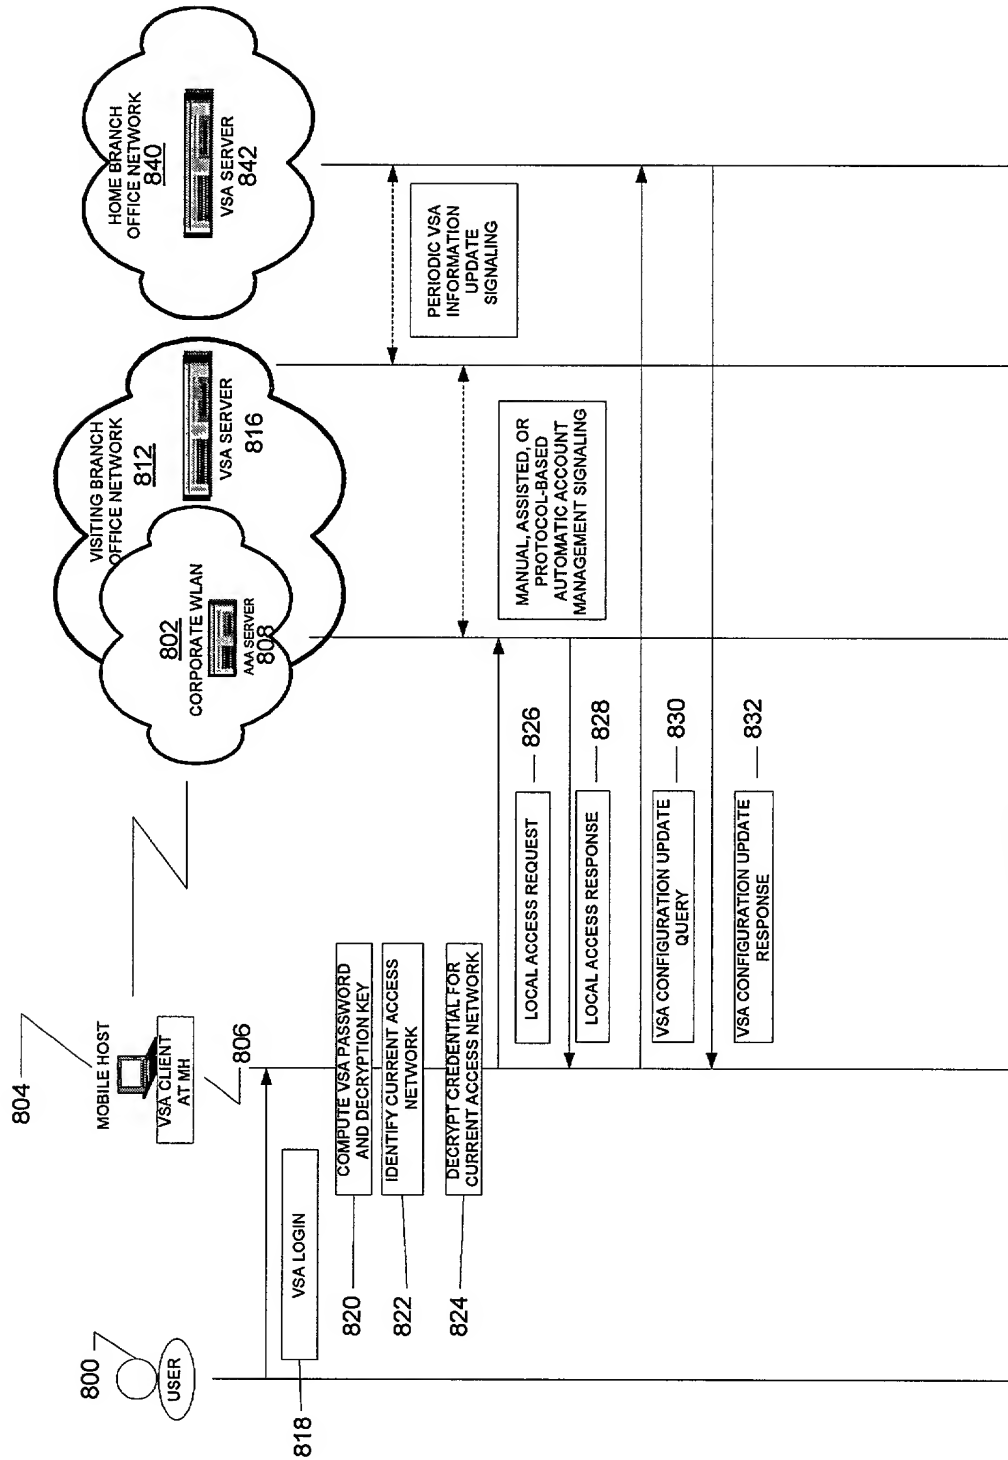 800
USER
804
MOBILE HOST
VSA CLIENT
AT MH
806
802
CORPORATE WLAN
AAA SERVER
808
VISITING BRANCH
OFFICE NETWORK
812
VSA SERVER
816
HOME BRANCH
OFFICE NETWORK
840
VSA SERVER
842
818
VSA LOGIN
820
COMPUTE VSA PASSWORD
AND DECRYPTION KEY
822
IDENTIFY CURRENT ACCESS
NETWORK
824
DECRYPT CREDENTIAL FOR
CURRENT ACCESS NETWORK
PERIODIC VSA
INFORMATION
UPDATE
SIGNALING
MANUAL, ASSISTED, OR
PROTOCOL-BASED
AUTOMATIC ACCOUNT
MANAGEMENT SIGNALING
LOCAL ACCESS REQUEST
826
LOCAL ACCESS RESPONSE
828
VSA CONFIGURATION UPDATE
QUERY
830
VSA CONFIGURATION UPDATE
RESPONSE
832